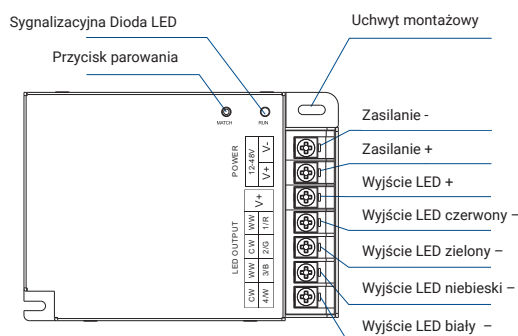 Sygnalizacyjna Dioda LED
Uchwyt montażowy
Przycisk parowania
MATCH
RUN
Zasilanie -
Zasilanie +
Wyjście LED +
Wyjście LED czerwony –
Wyjście LED zielony –
Wyjście LED niebieski –
Wyjście LED biały –
POWER
12-48V
V+ V-
LED OUTPUT
V+
WW 1/R
CW 2/G
WW 3/B
CW 4/W